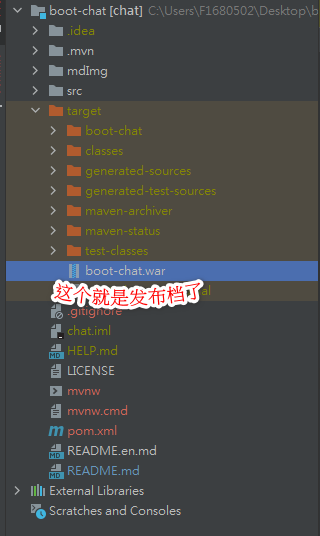 boot-chat [chat] C:\Users\F1680502\Desktop\b
.idea
.mvn
mdImg
src
target
boot-chat
classes
generated-sources
generated-test-sources
maven-archiver
maven-status
test-classes
boot-chat.war
这个就是发布档了
.gitignore
chat.iml
HELP.md
LICENSE
mvnw
mvnw.cmd
pom.xml
README.en.md
README.md
External Libraries
Scratches and Consoles